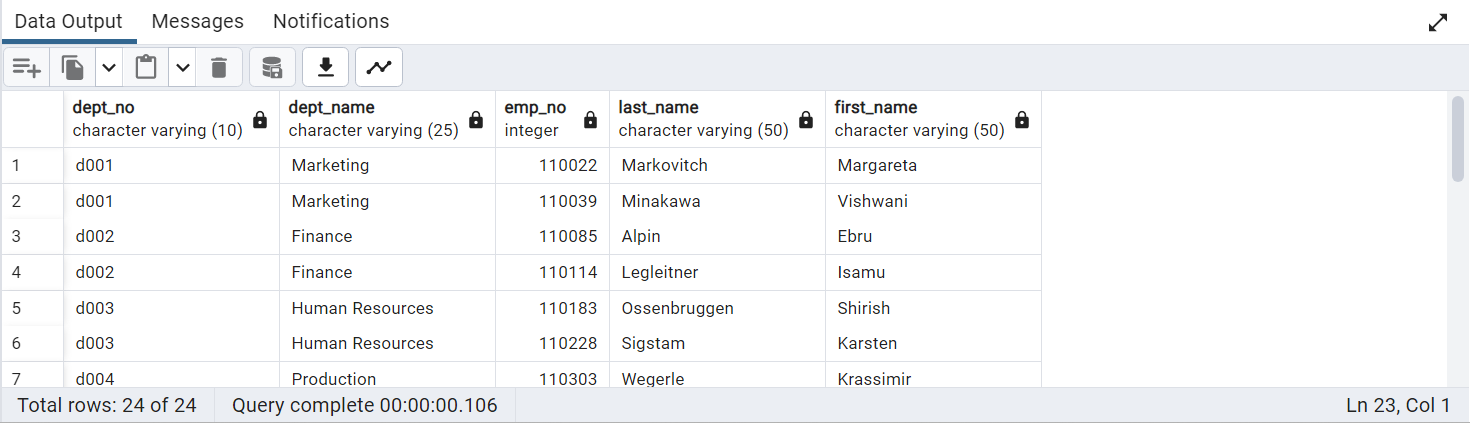 Data Output Messages Notifications
dept_no dept_name emp_no last_name first_name
character varying (10) character varying (25) integer character varying (50) character varying (50)
1 d001 Marketing 110022 Markovitch Margareta
2 d001 Marketing 110039 Minakawa Vishwani
3 d002 Finance 110085 Alpin Ebru
4 d002 Finance 110114 Legleitner Isamu
5 d003 Human Resources 110183 Ossenbruggen Shirish
6 d003 Human Resources 110228 Sigstam Karsten
7 d004 Production 110303 Wegerle Krassimir
Total rows: 24 of 24 Query complete 00:00:00.106 Ln 23, Col 1